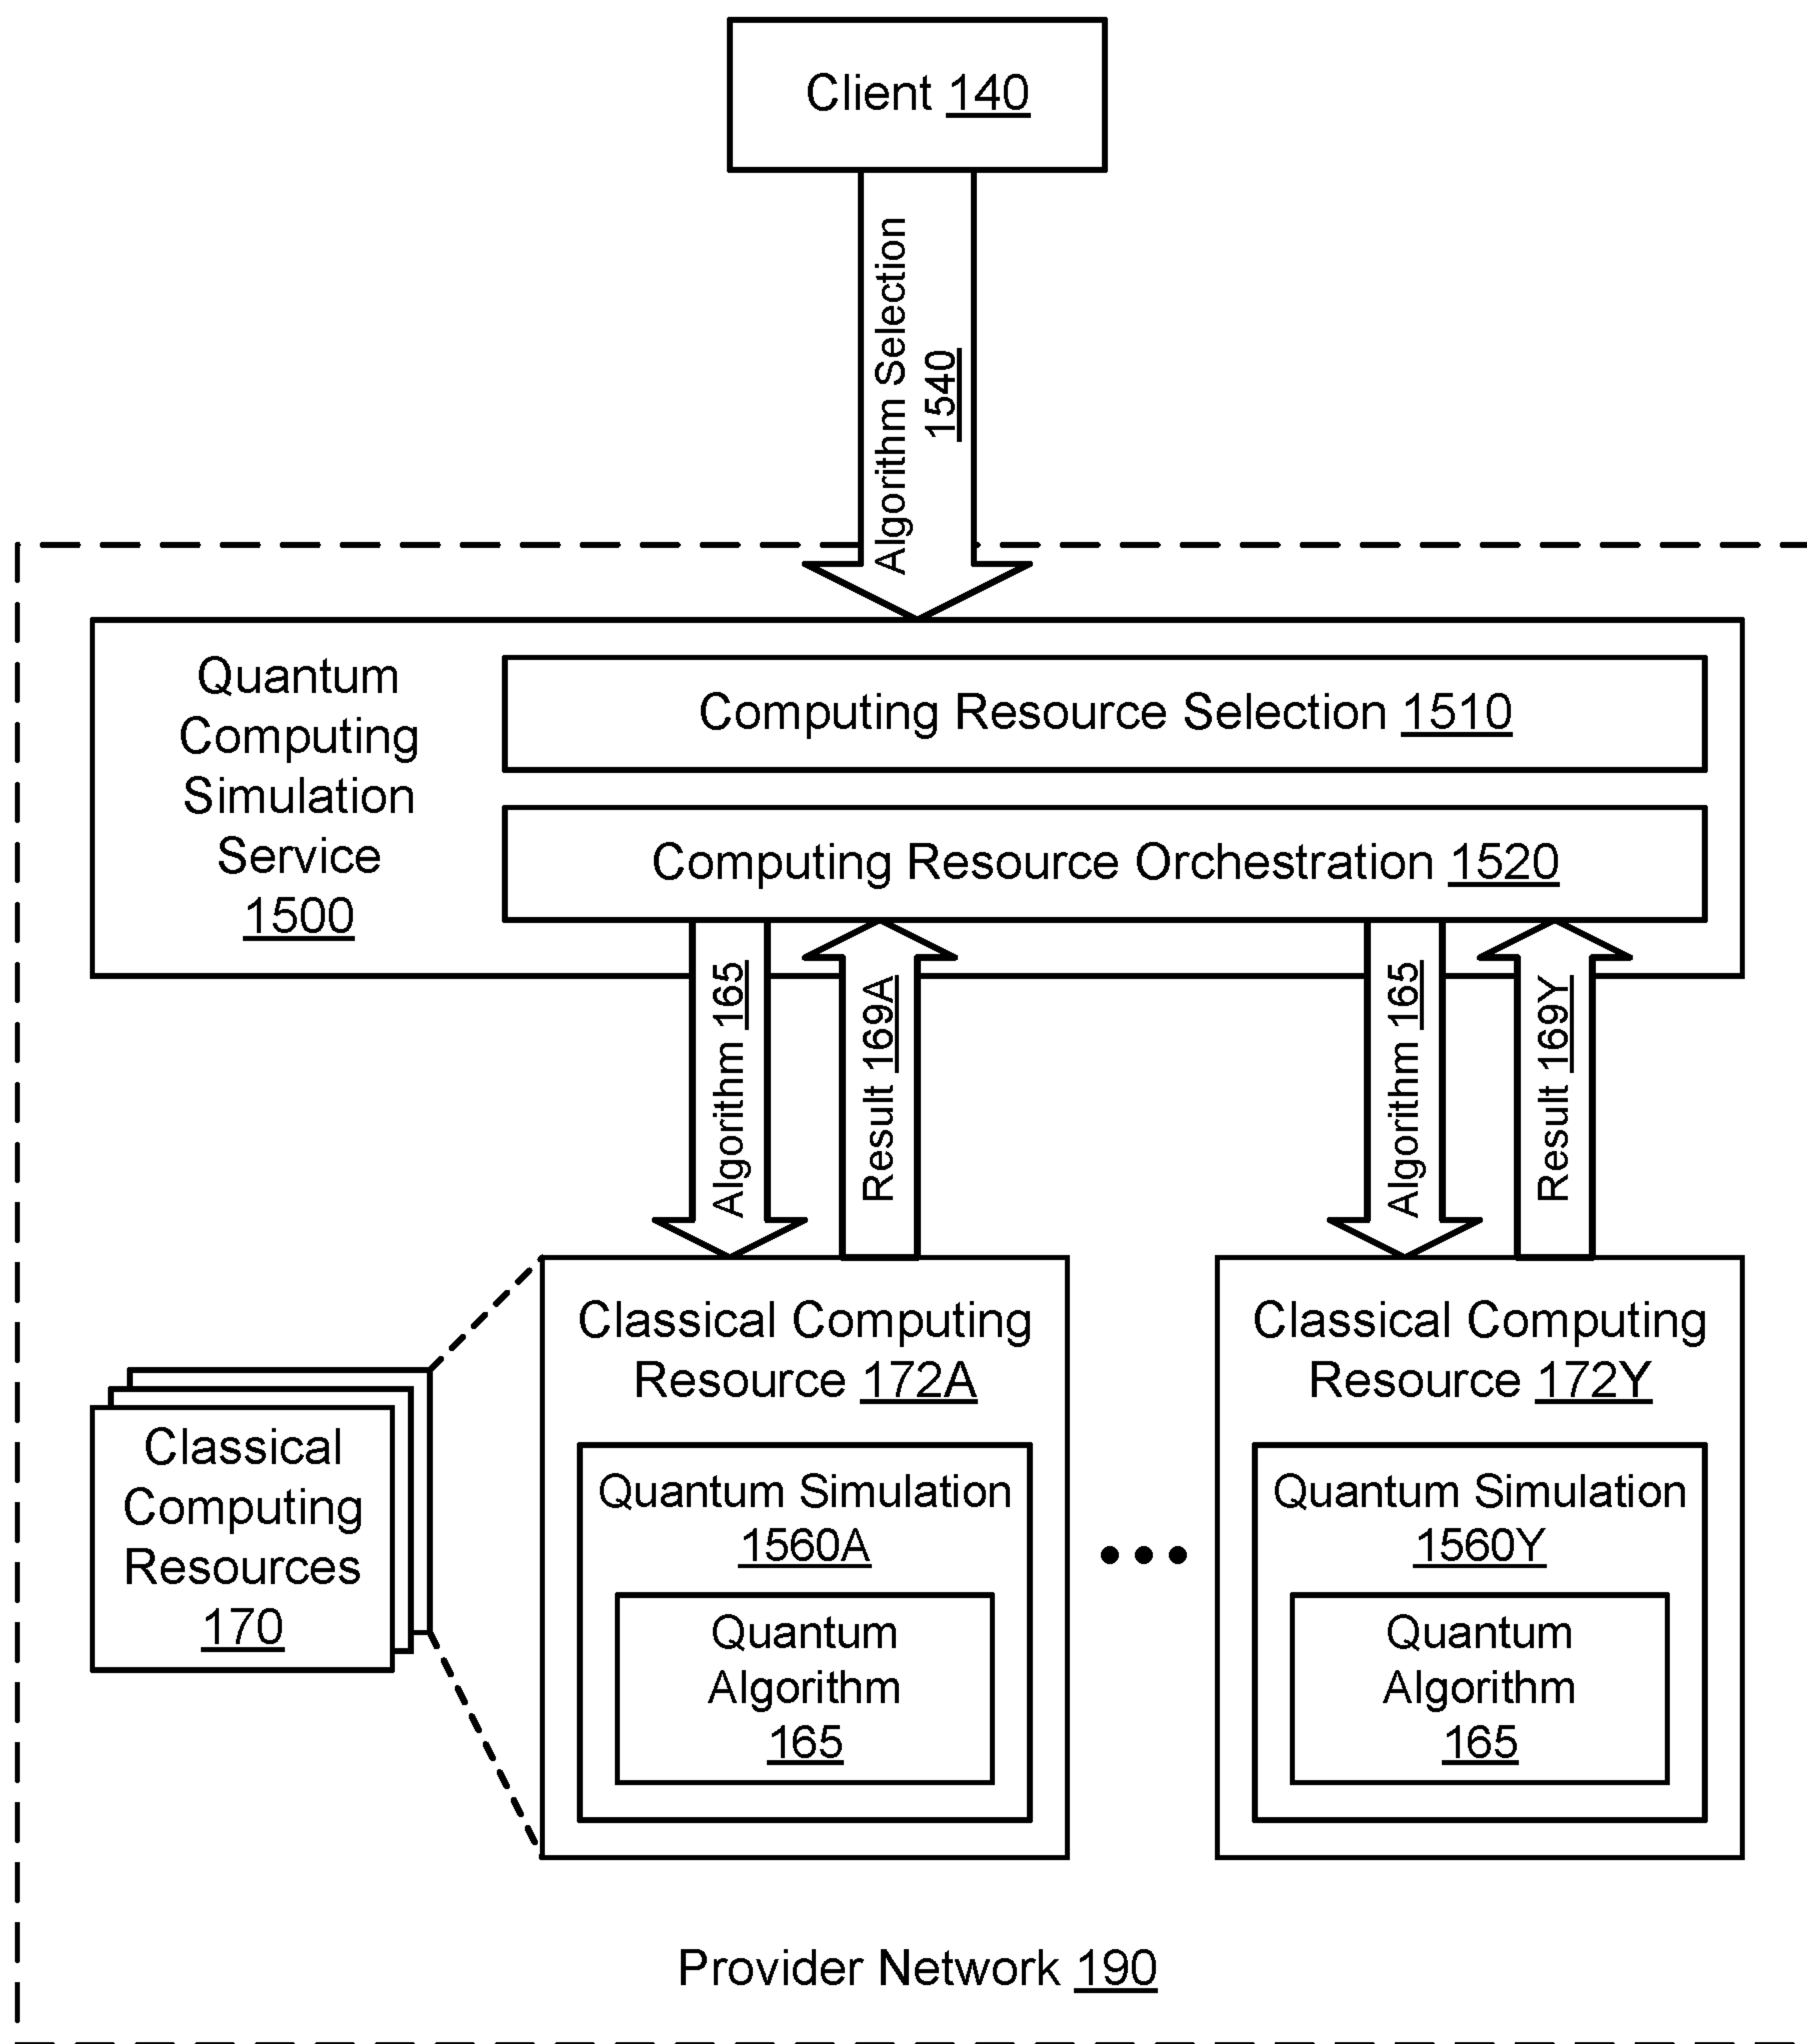 Client 140
Algorithm Selection
1540
Quantum
Computing
Simulation
Service
1500
Computing Resource Selection 1510
Computing Resource Orchestration 1520
Algorithm 165
Result 169A
Algorithm 165
Result 169Y
Classical
Computing
Resources
170
Classical Computing
Resource 172A
Quantum Simulation
1560A
Quantum
Algorithm
165
Classical Computing
Resource 172Y
Quantum Simulation
1560Y
Quantum
Algorithm
165
Provider Network 190